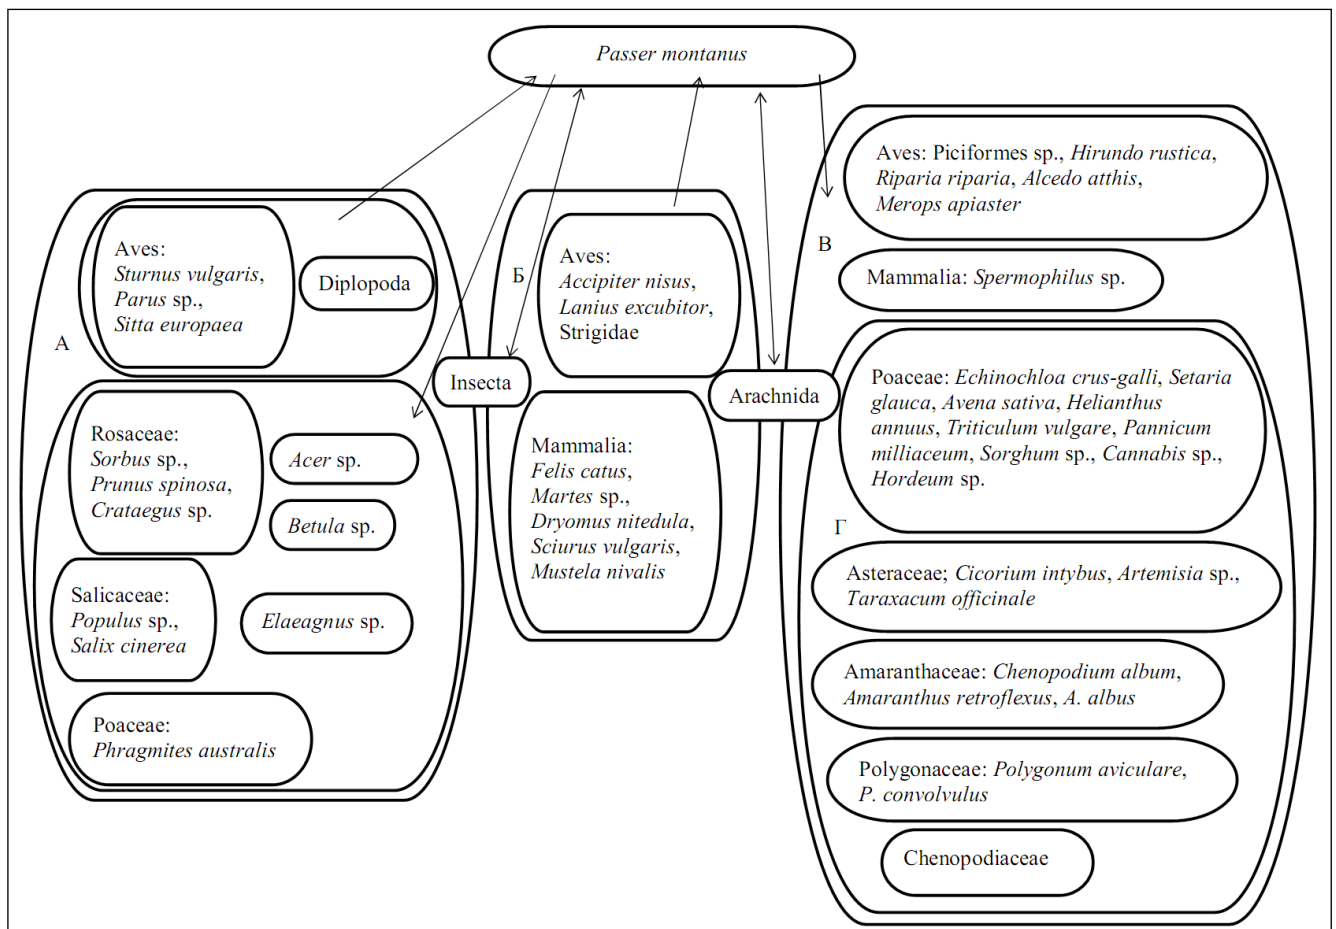 Passer montanus
А
Aves:
Sturnus vulgaris,
Parus sp.,
Sitta europaea
Diplopoda
Rosaceae:
Sorbus sp.,
Prunus spinosa,
Crataegus sp.
Acer sp.
Betula sp.
Salicaceae:
Populus sp.,
Salix cinerea
Elaeagnus sp.
Poaceae:
Phragmites australis
Insecta
Б
Aves:
Accipiter nisus,
Lanius excubitor,
Strigidae
Mammalia:
Felis catus,
Martes sp.,
Dryomus nitedula,
Sciurus vulgaris,
Mustela nivalis
Arachnida
В
Aves: Piciformes sp., Hirundo rustica,
Riparia riparia, Alcedo atthis,
Merops apiaster
Mammalia: Spermophilus sp.
Г
Poaceae: Echinochloa crus-galli, Setaria
glauca, Avena sativa, Helianthus
annuus, Triticulum vulgare, Pannicum
milliaceum, Sorghum sp., Cannabis sp.,
Hordeum sp.
Asteraceae; Cicorium intybus, Artemisia sp.,
Taraxacum officinale
Amaranthaceae: Chenopodium album,
Amaranthus retroflexus, A. albus
Polygonaceae: Polygonum aviculare,
P. convolvulus
Chenopodiaceae